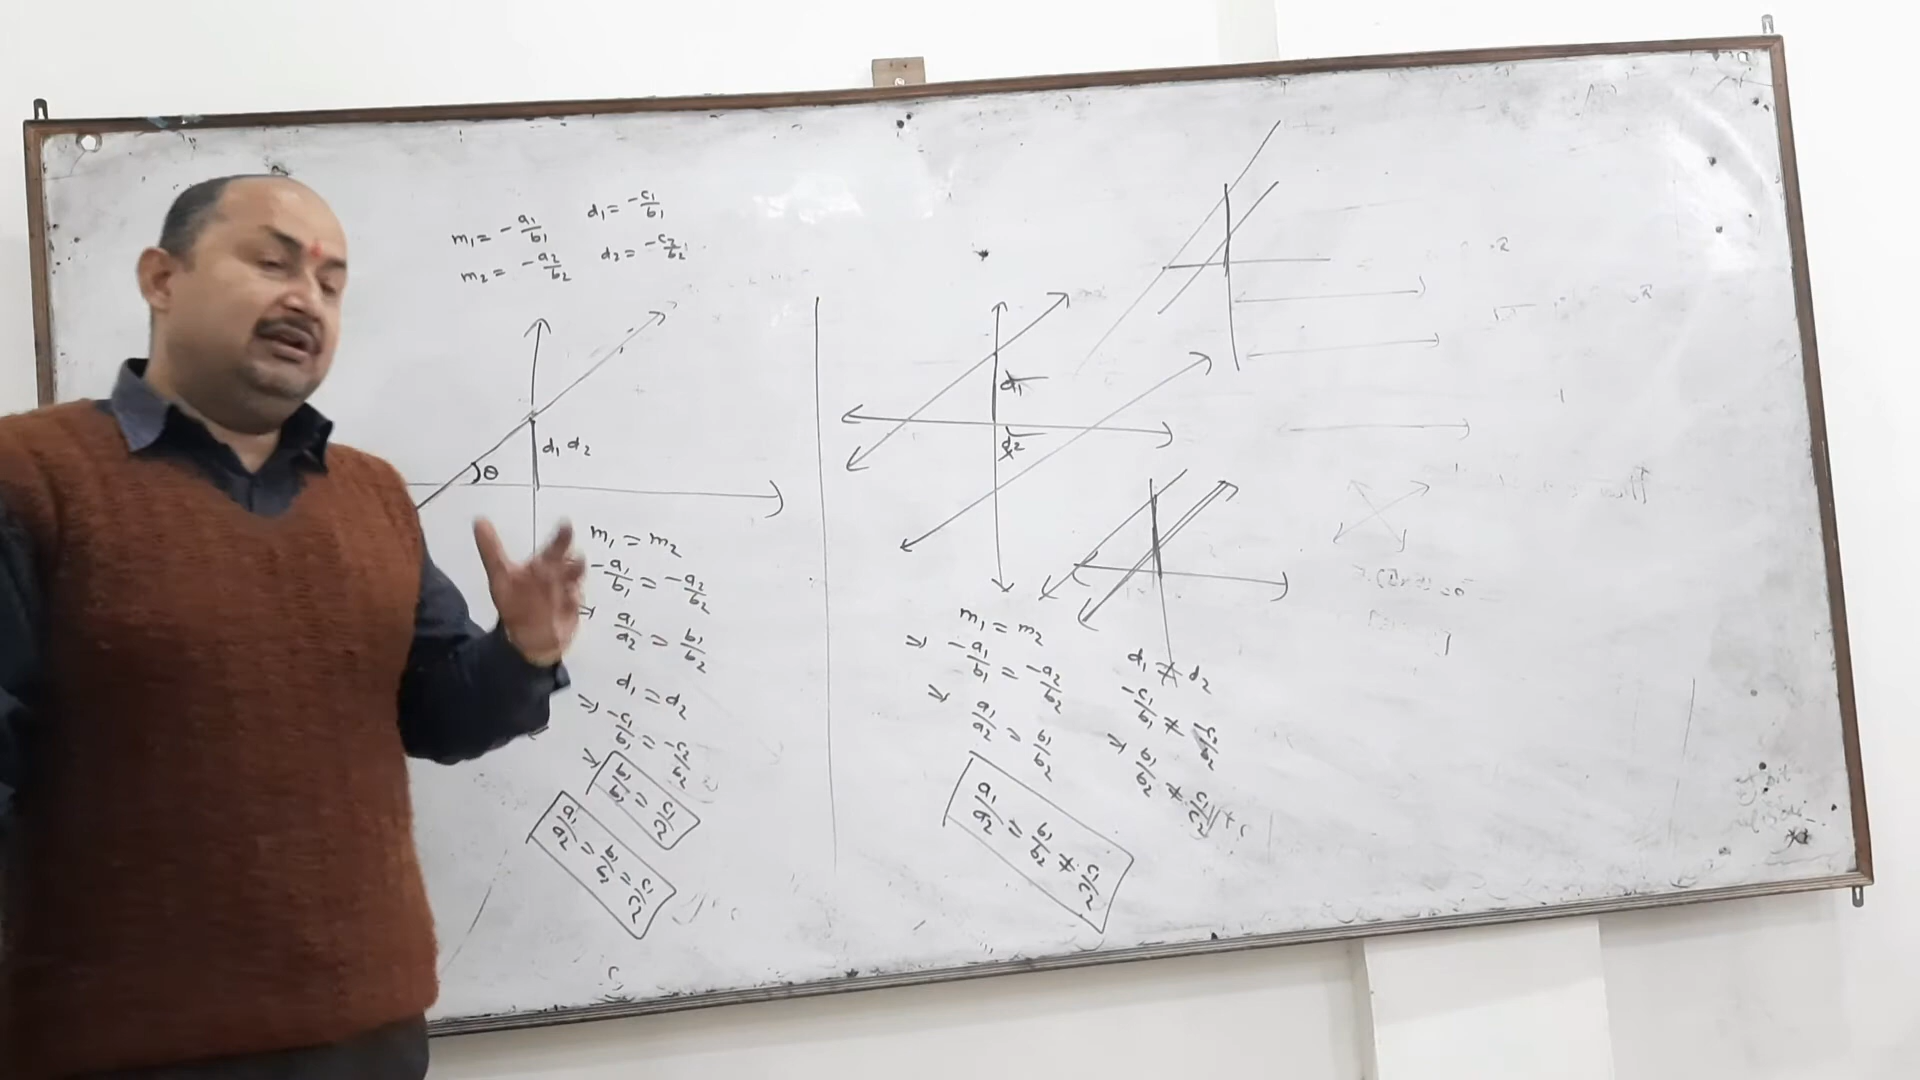 m₁ = -a₁/b₁ d₁ = -c₁/b₁
m₂ = -a₂/b₂ d₂ = -c₂/b₂
d₁ d₂
θ
m₁ = m₂
-a₁/b₁ = -a₂/b₂
⇒ a₁/a₂ = b₁/b₂
d₁ = d₂
⇒ -c₁/b₁ = -c₂/b₂
⇒ b₁/b₂ = c₁/c₂
a₁/a₂ = b₁/b₂ = c₁/c₂
d₁
d₂
m₁ = m₂
⇒ -a₁/b₁ = -a₂/b₂
⇒ a₁/a₂ = b₁/b₂
d₁ ≠ d₂
-c₁/b₁ ≠ -c₂/b₂
⇒ b₁/b₂ ≠ c₁/c₂
a₁/a₂ = b₁/b₂ ≠ c₁/c₂